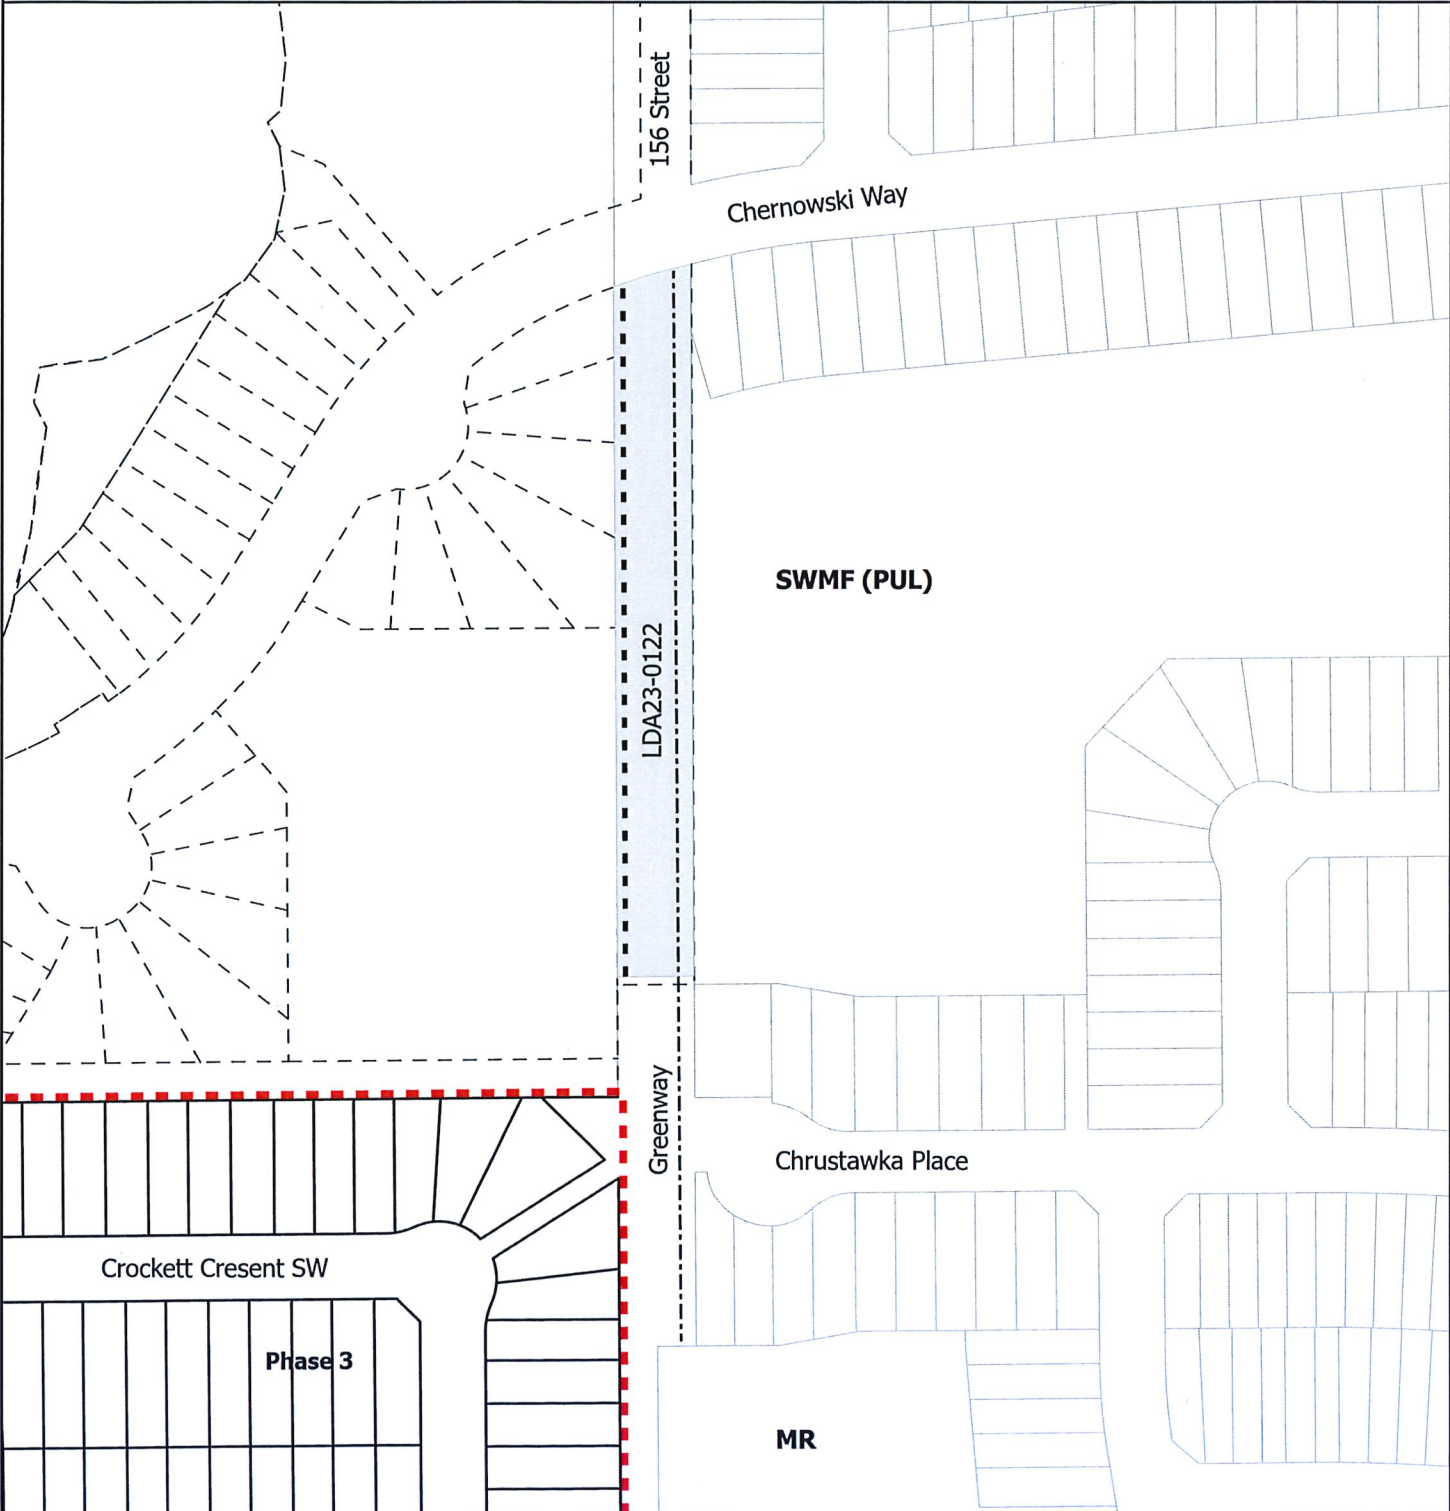 156 Street
Chernowski Way
SWMF (PUL)
LDA23-0122
Greenway
Chrustawka Place
Crockett Cresent SW
Phase 3
MR